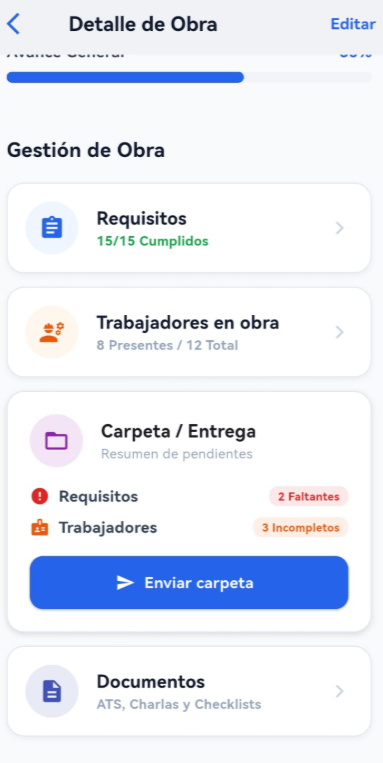 Detalle de Obra
Editar
Avance General
Gestión de Obra
Requisitos
15/15 Cumplidos
Trabajadores en obra
8 Presentes / 12 Total
Carpeta / Entrega
Resumen de pendientes
Requisitos
2 Faltantes
Trabajadores
3 Incompletos
Enviar carpeta
Documentos
ATS, Charlas y Checklists